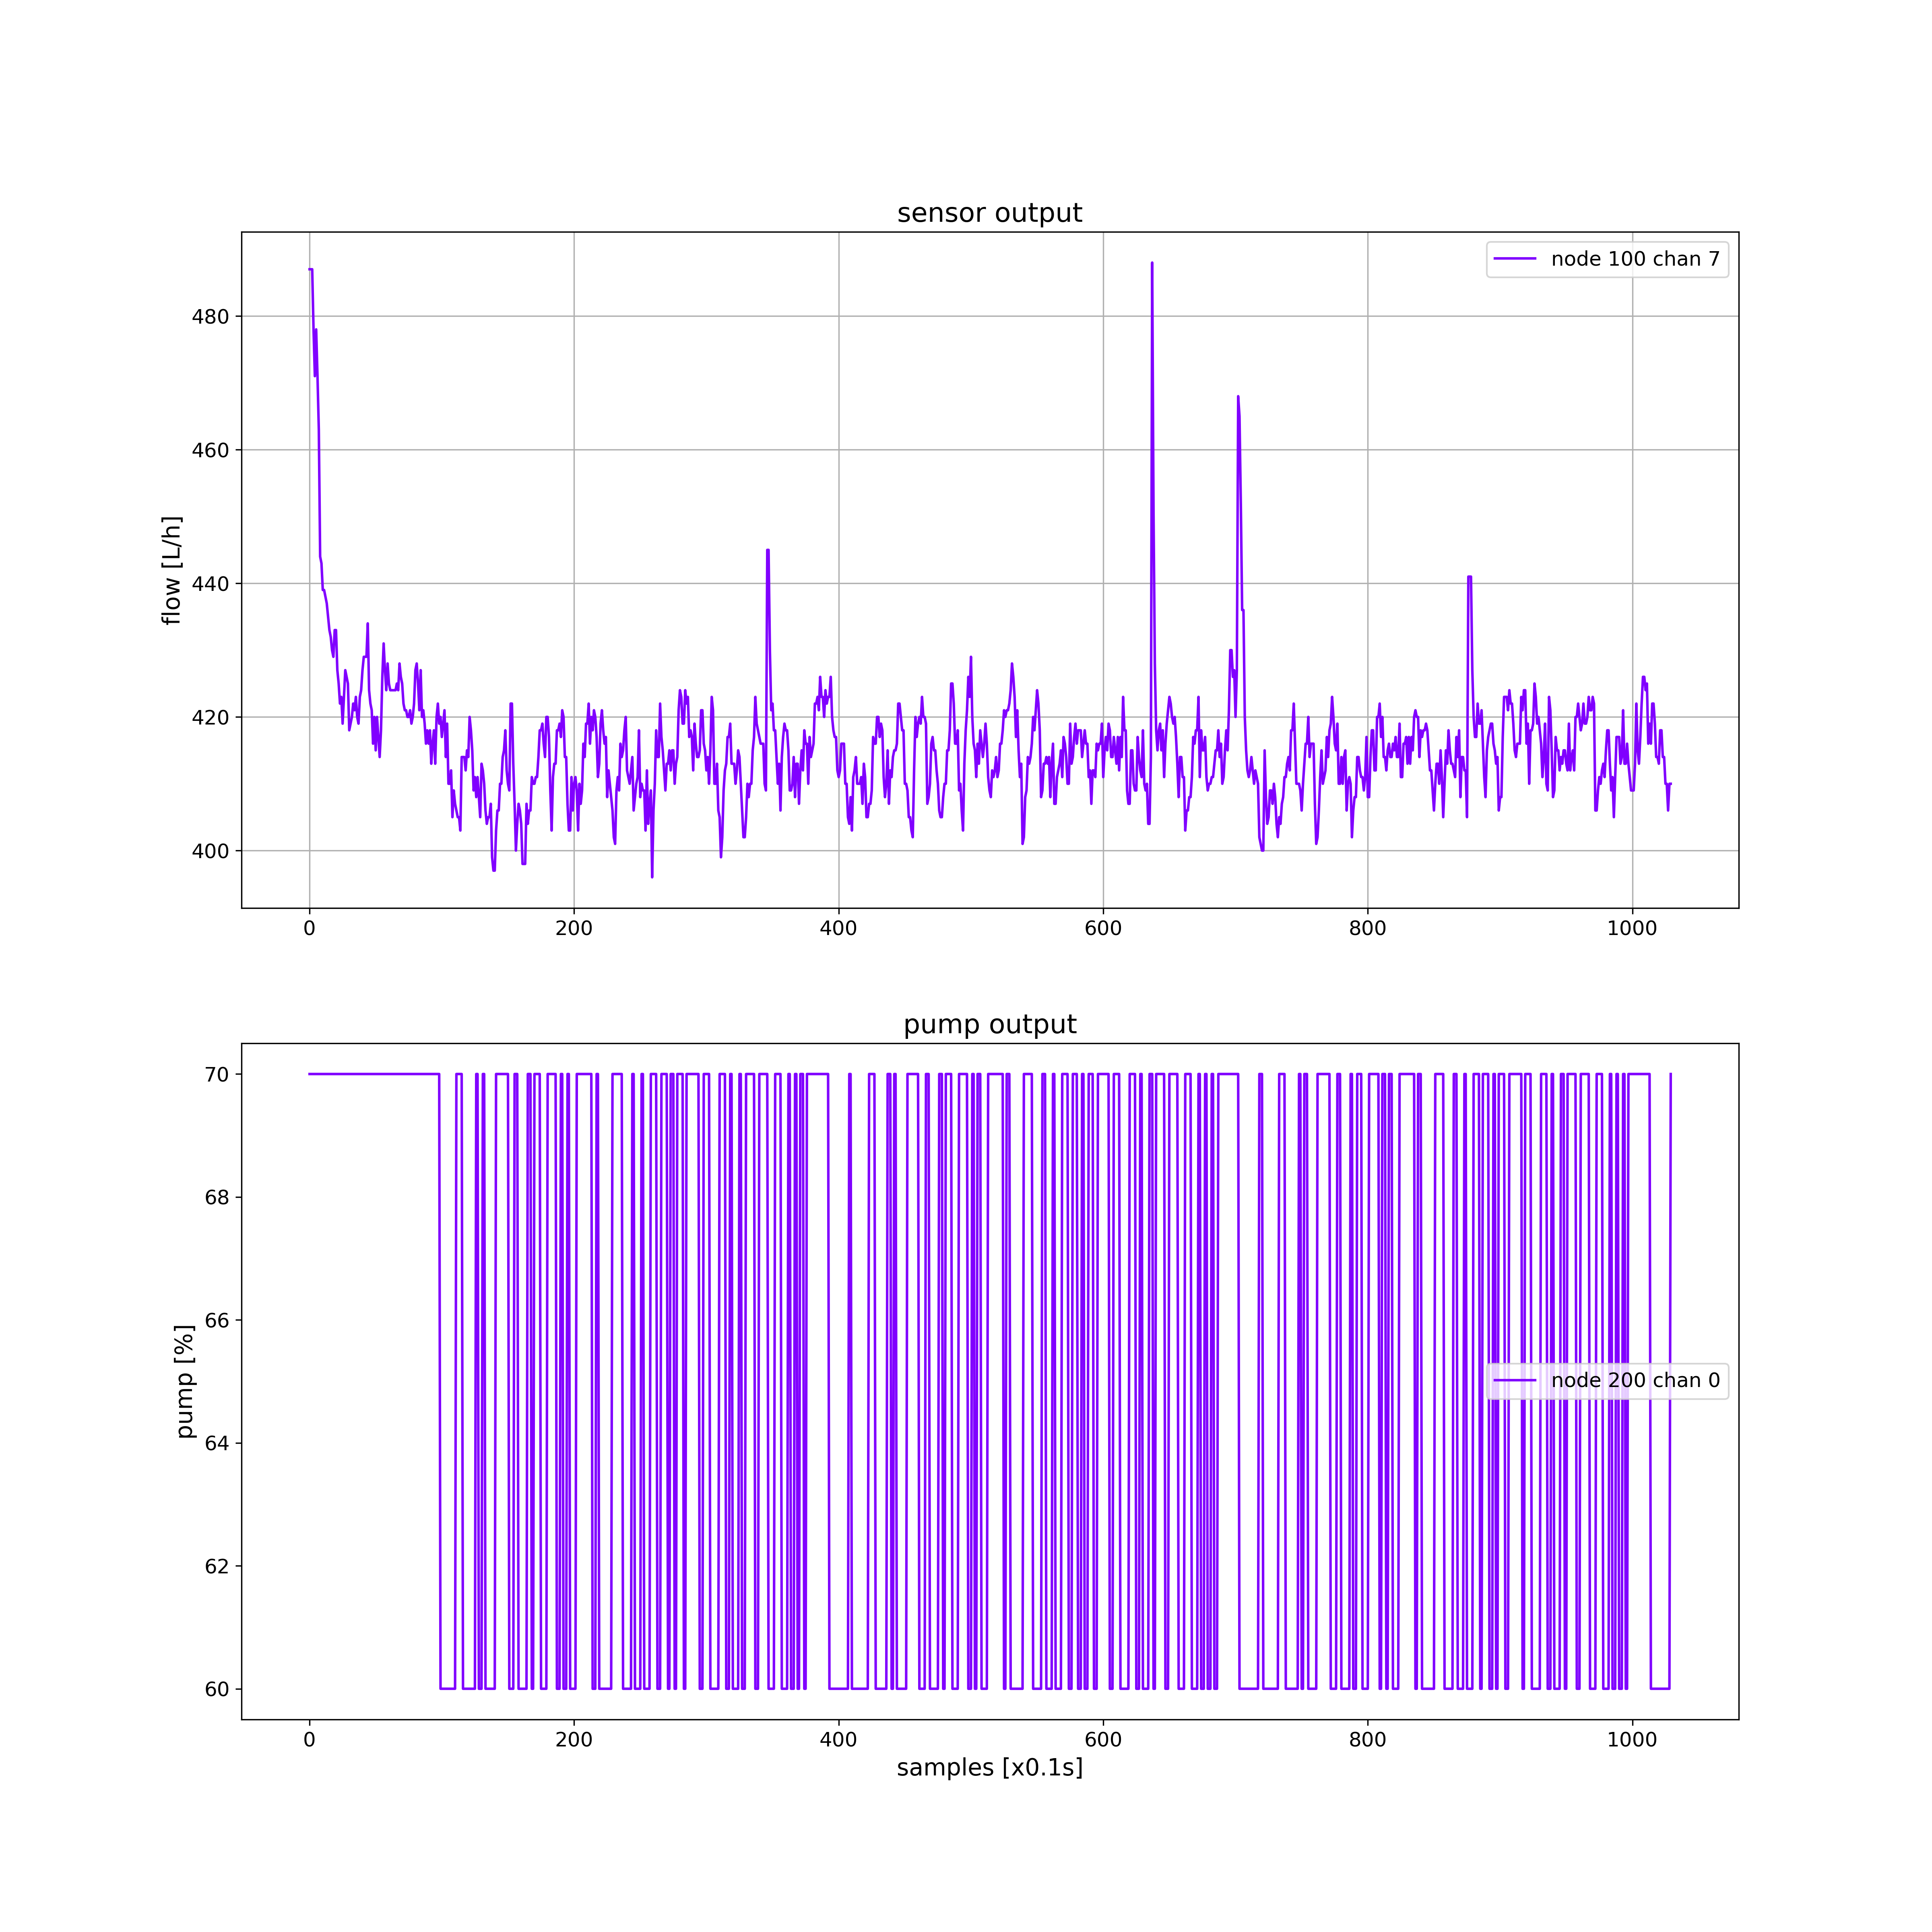 sensor output
node 100 chan 7
flow [L/h]
480
460
440
420
400
0 200 400 600 800 1000
pump output
node 200 chan 0
pump [%]
70
68
66
64
62
60
0 200 400 600 800 1000
samples [x0.1s]